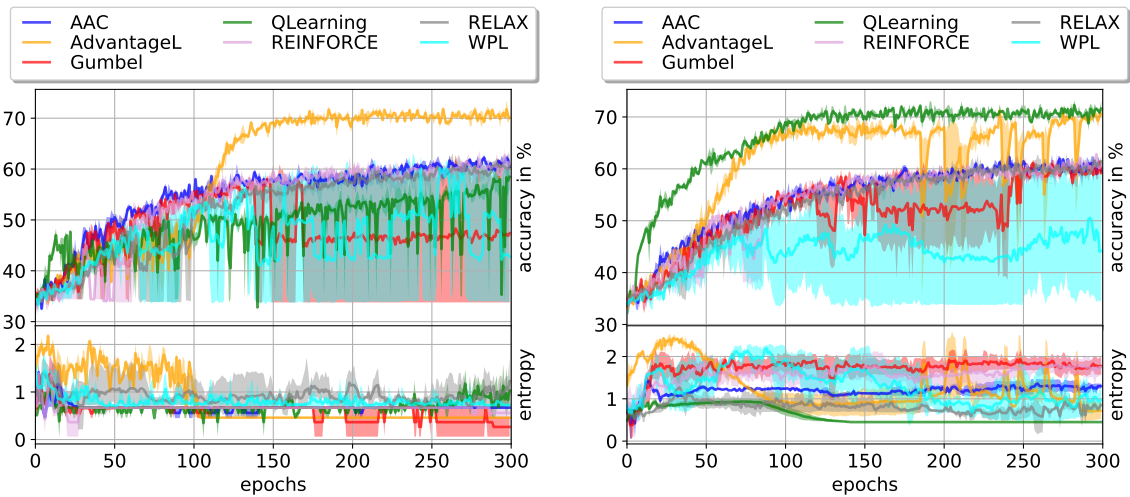 AAC QLearning RELAX
AdvantageL REINFORCE WPL
Gumbel
70
60
50
40
30
accuracy in %
2
1
0
entropy
0 50 100 150 200 250 300
epochs
AAC QLearning RELAX
AdvantageL REINFORCE WPL
Gumbel
70
60
50
40
30
accuracy in %
2
1
0
entropy
0 50 100 150 200 250 300
epochs